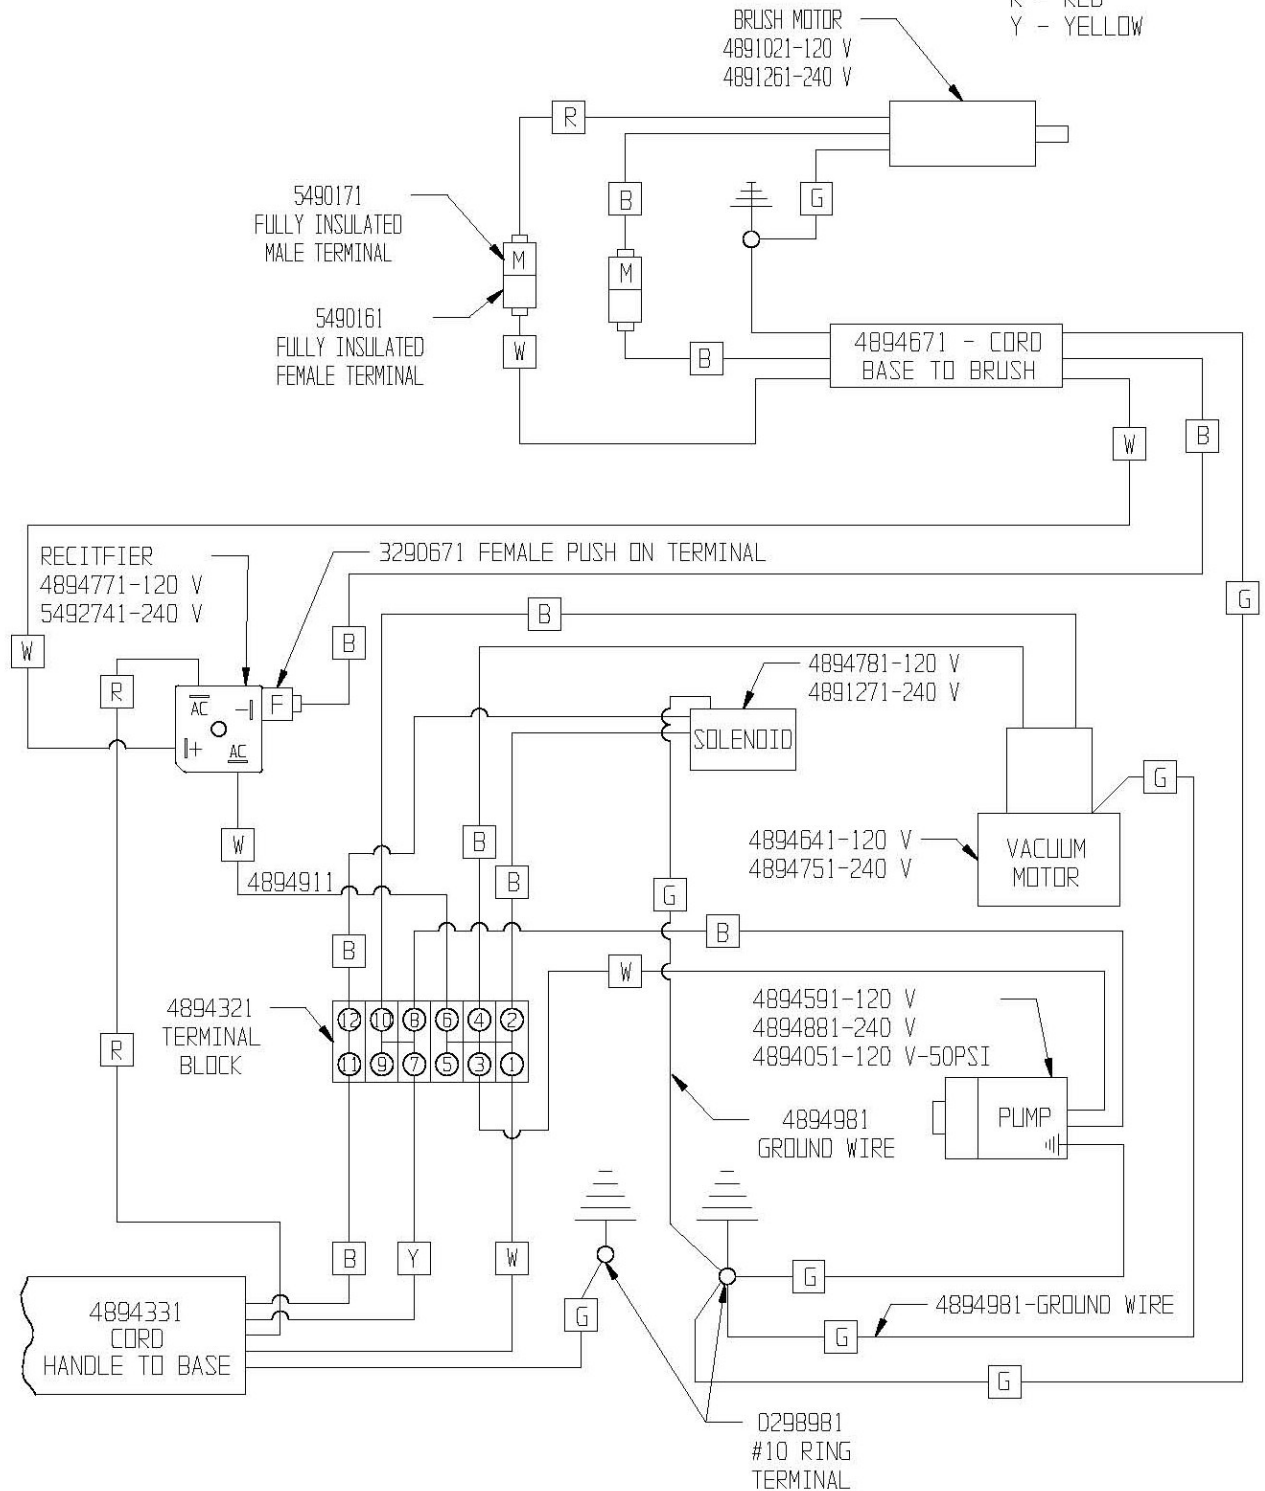 R - RED
Y - YELLOW
BRUSH MOTOR
4891021-120 V
4891261-240 V
R
B
G
5490171
FULLY INSULATED
MALE TERMINAL
M
M
5490161
FULLY INSULATED
FEMALE TERMINAL
W
B
4894671 - CORD
BASE TO BRUSH
W
B
RECITFIER
4894771-120 V
5492741-240 V
3290671 FEMALE PUSH ON TERMINAL
G
B
W
B
R
4894781-120 V
4891271-240 V
AC
-
F
+
AC
SOLENOID
G
W
B
B
4894641-120 V
4894751-240 V
VACUUM
MOTOR
4894911
G
B
B
W
4894321
TERMINAL
BLOCK
12 10 8 6 4 2
11 9 7 5 3 1
4894591-120 V
4894881-240 V
4894051-120 V-50PSI
R
PUMP
4894981
GROUND WIRE
B
Y
W
G
G
4894331
CORD
HANDLE TO BASE
4894981-GROUND WIRE
G
G
0298981
#10 RING
TERMINAL